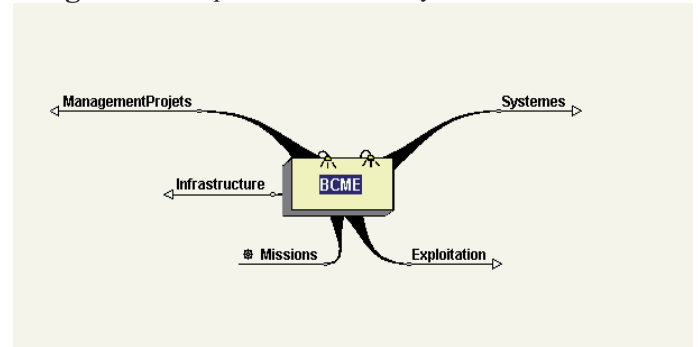 ManagementProjets
Systemes
Infrastructure
BCME
Missions
Exploitation